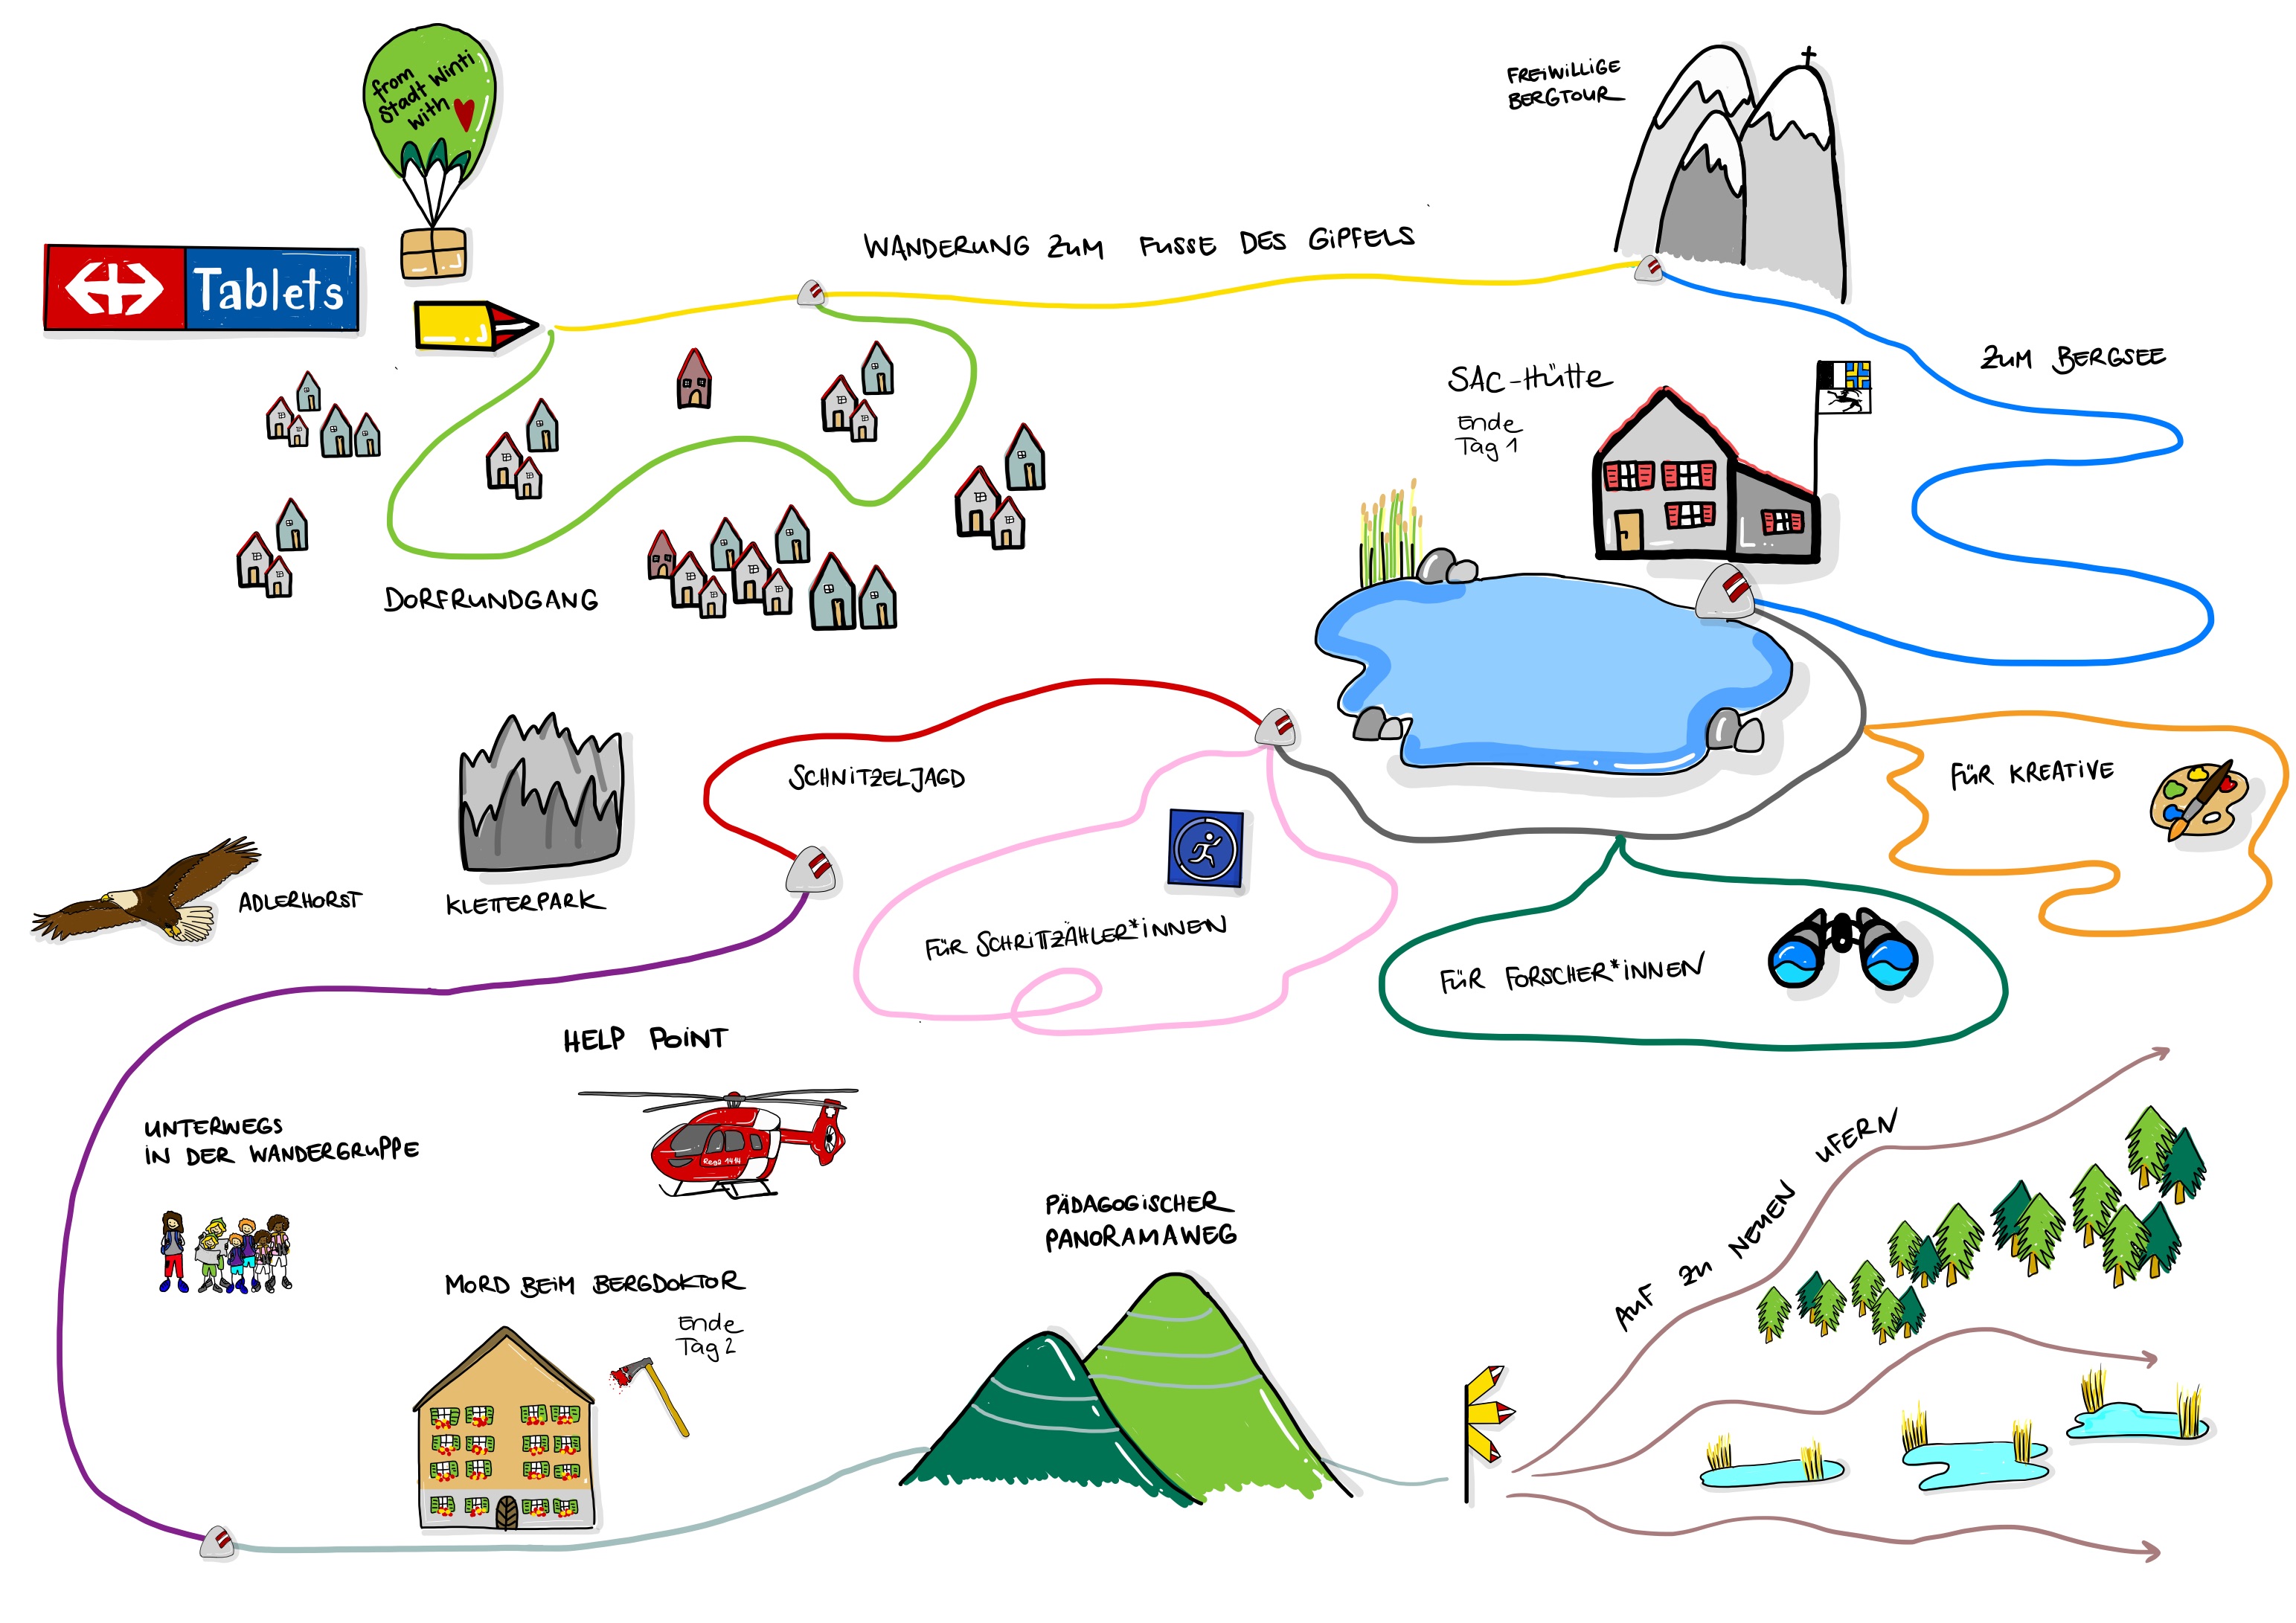 from
Stadt Winti
with
Tablets
FREIWILLIGE
BERGTOUR
WANDERUNG ZUM FUSSE DES GIPFELS
ZUM BERGSEE
SAC-Hütte
Ende
Tag 1
DORFRUNDGANG
SCHNITZELJAGD
FÜR KREATIVE
ADLERHORST
KLETTERPARK
FÜR SCHRITTZÄHLER*INNEN
FÜR FORSCHER*INNEN
HELP POINT
Rega 1414
UNTERWEGS
IN DER WANDERGRUPPE
PÄDAGOGISCHER
PANORAMAWEG
AUF ZU NEUEN UFERN
MORD BEIM BERGDOKTOR
Ende
Tag 2